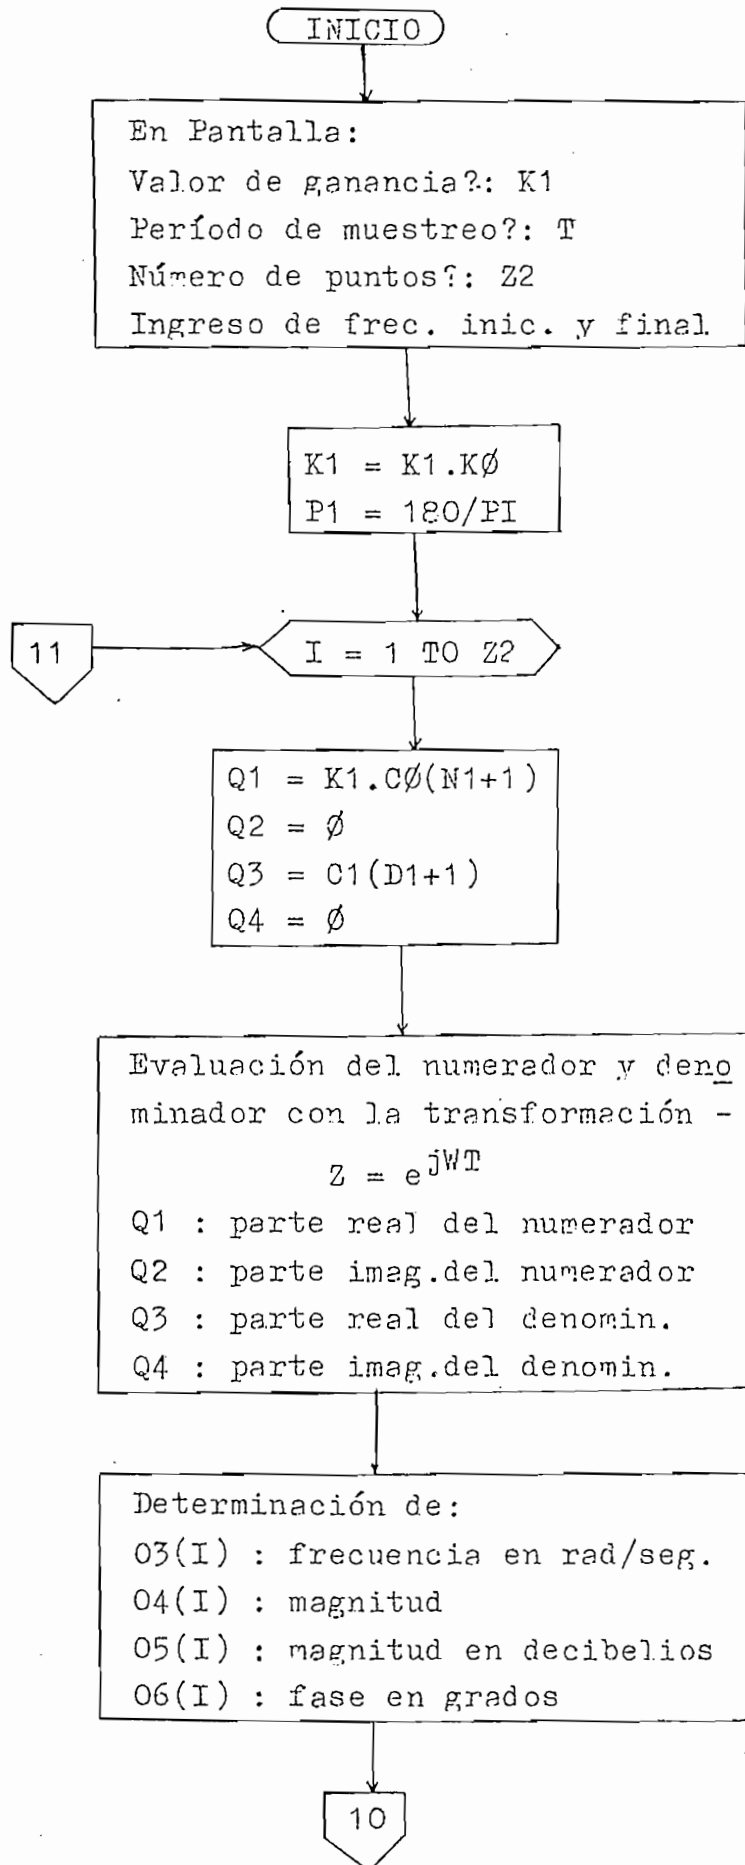 INICIO
En Pantalla:
Valor de ganancia?: K1
Período de muestreo?: T
Número de puntos?: Z2
Ingreso de frec. inic. y final
K1 = K1.KØ
P1 = 180/PI
11
I = 1 TO Z2
Q1 = K1.CØ(N1+1)
Q2 = Ø
Q3 = C1(D1+1)
Q4 = Ø
Evaluación del numerador y deno
minador con la transformación -
Z = e^jWT
Q1 : parte real del numerador
Q2 : parte imag.del numerador
Q3 : parte real del denomin.
Q4 : parte imag.del denomin.
Determinación de:
O3(I) : frecuencia en rad/seg.
O4(I) : magnitud
O5(I) : magnitud en decibelios
O6(I) : fase en grados
10